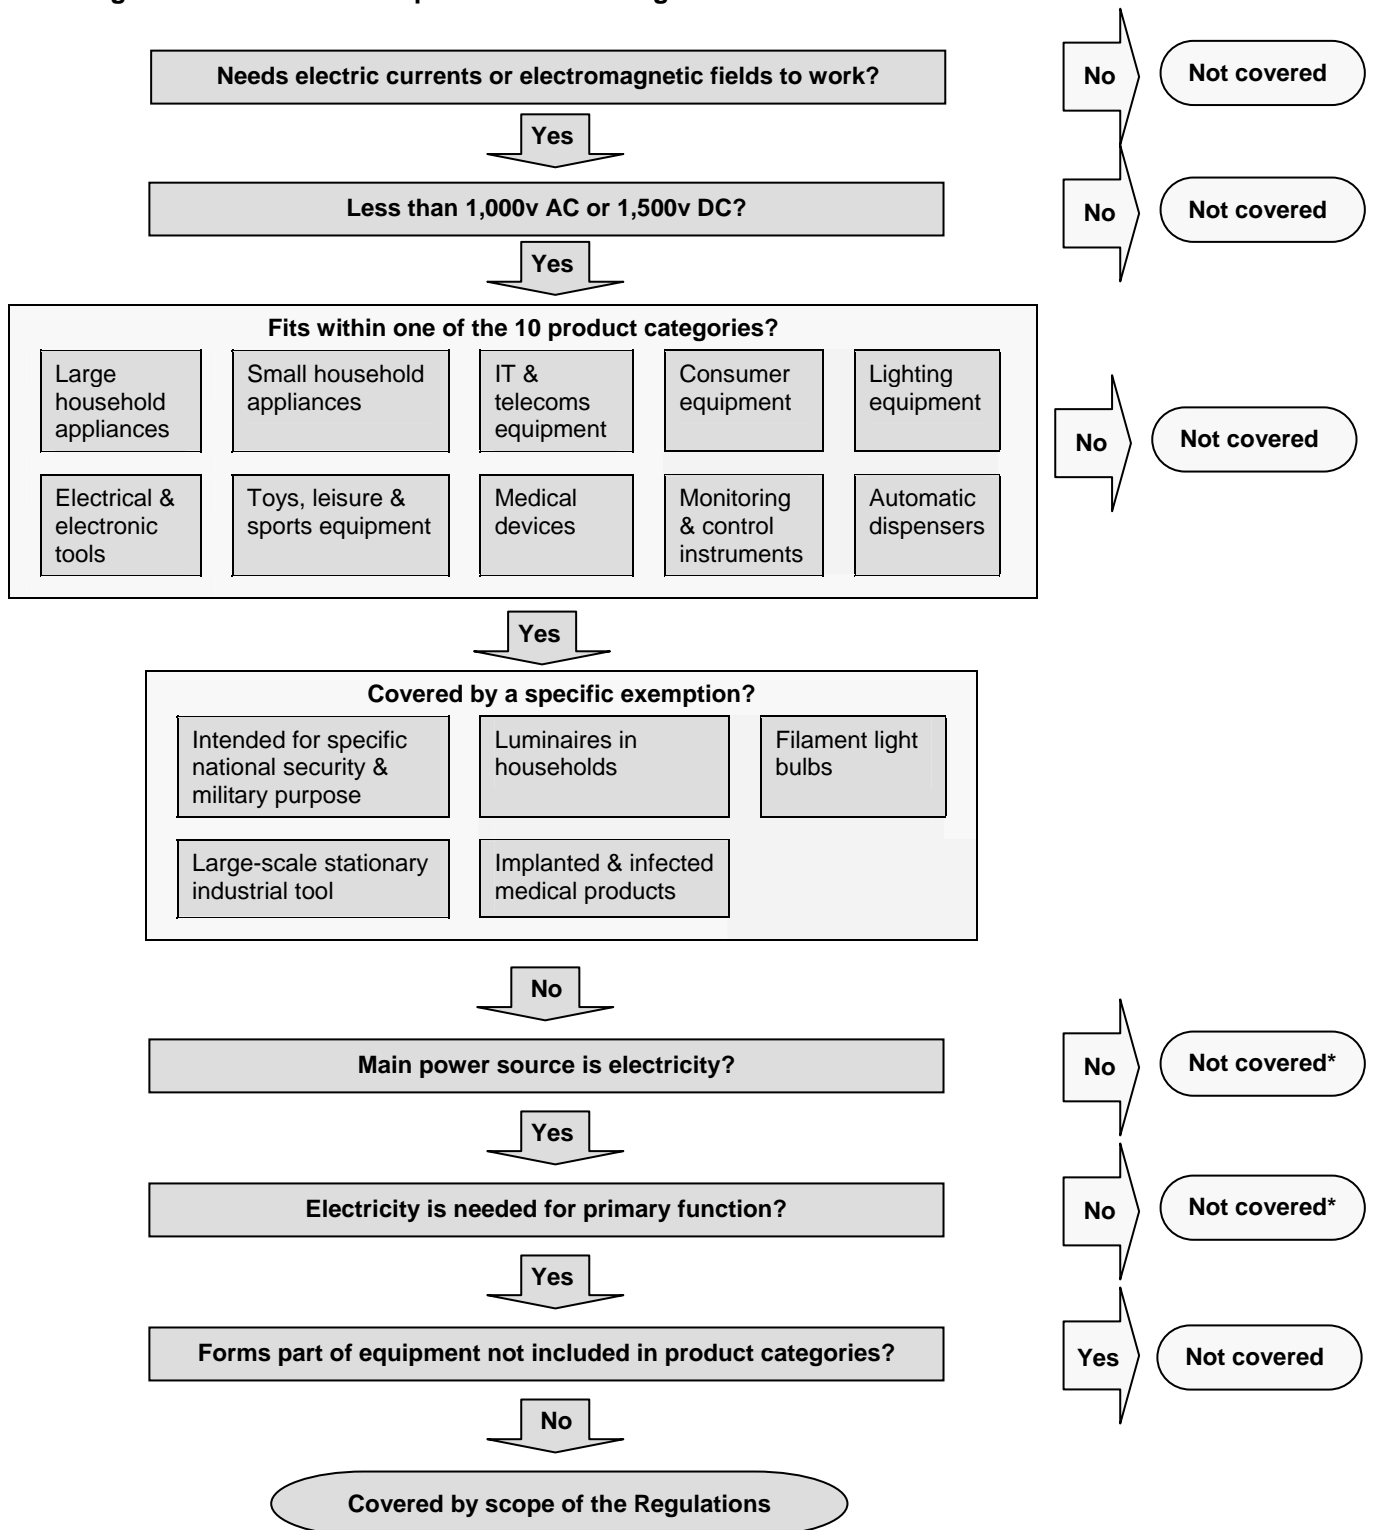 Needs electric currents or electromagnetic fields to work?
No
Not covered
Yes
Less than 1,000v AC or 1,500v DC?
No
Not covered
Yes
Fits within one of the 10 product categories?
Large
household
appliances
Small household
appliances
IT &
telecoms
equipment
Consumer
equipment
Lighting
equipment
Electrical &
electronic
tools
Toys, leisure &
sports equipment
Medical
devices
Monitoring
& control
instruments
Automatic
dispensers
No
Not covered
Yes
Covered by a specific exemption?
Intended for specific
national security &
military purpose
Luminaires in
households
Filament light
bulbs
Large-scale stationary
industrial tool
Implanted & infected
medical products
No
Main power source is electricity?
No
Not covered*
Yes
Electricity is needed for primary function?
No
Not covered*
Yes
Forms part of equipment not included in product categories?
Yes
Not covered
No
Covered by scope of the Regulations